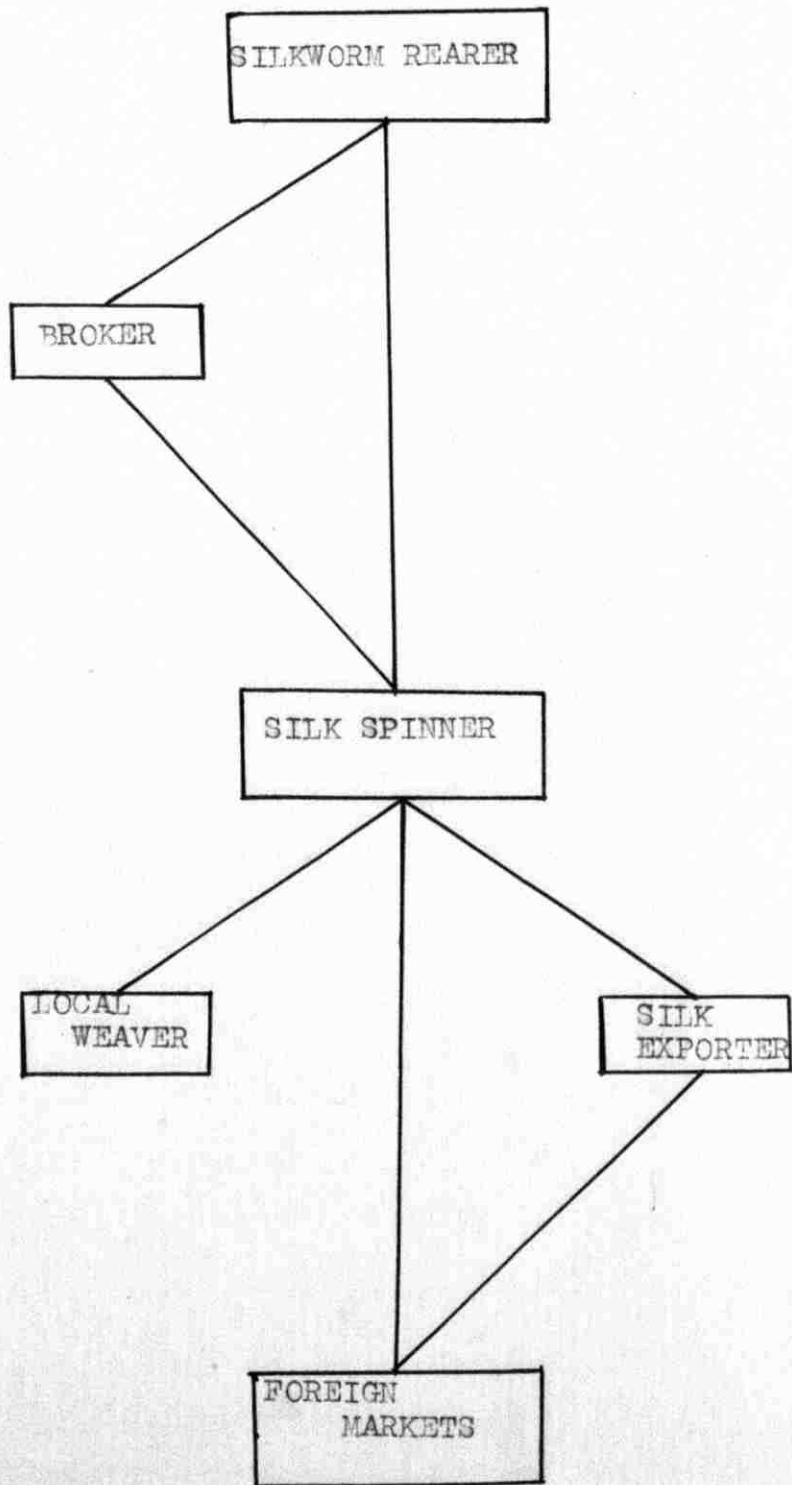 SILKWORM REARER
BROKER
SILK SPINNER
LOCAL
WEAVER
SILK
EXPORTER
FOREIGN
MARKETS